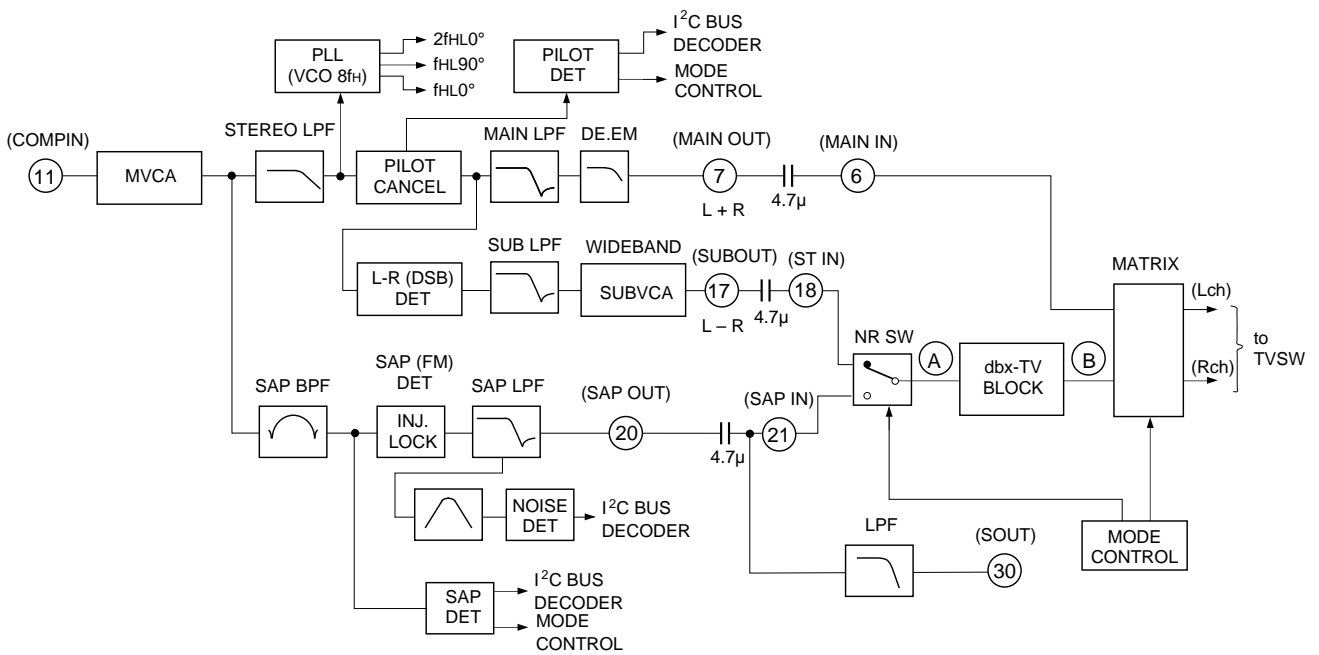 I²C BUS
DECODER
MODE
CONTROL
2fHL0°
fHL90°
fHL0°
PLL
(VCO 8fH)
PILOT
DET
(COMPIN)
STEREO LPF
MAIN LPF
DE.EM
(MAIN OUT)
(MAIN IN)
11
MVCA
PILOT
CANCEL
7
6
4.7µ
L + R
SUB LPF
WIDEBAND
(SUBOUT)
(ST IN)
MATRIX
L-R (DSB)
DET
SUBVCA
17
18
4.7µ
L – R
(Lch)
(Rch)
to
TVSW
NR SW
A
dbx-TV
BLOCK
B
SAP BPF
SAP (FM)
DET
SAP LPF
(SAP OUT)
(SAP IN)
INJ.
LOCK
20
21
4.7µ
NOISE
DET
I²C BUS
DECODER
LPF
(SOUT)
30
MODE
CONTROL
SAP
DET
I²C BUS
DECODER
MODE
CONTROL